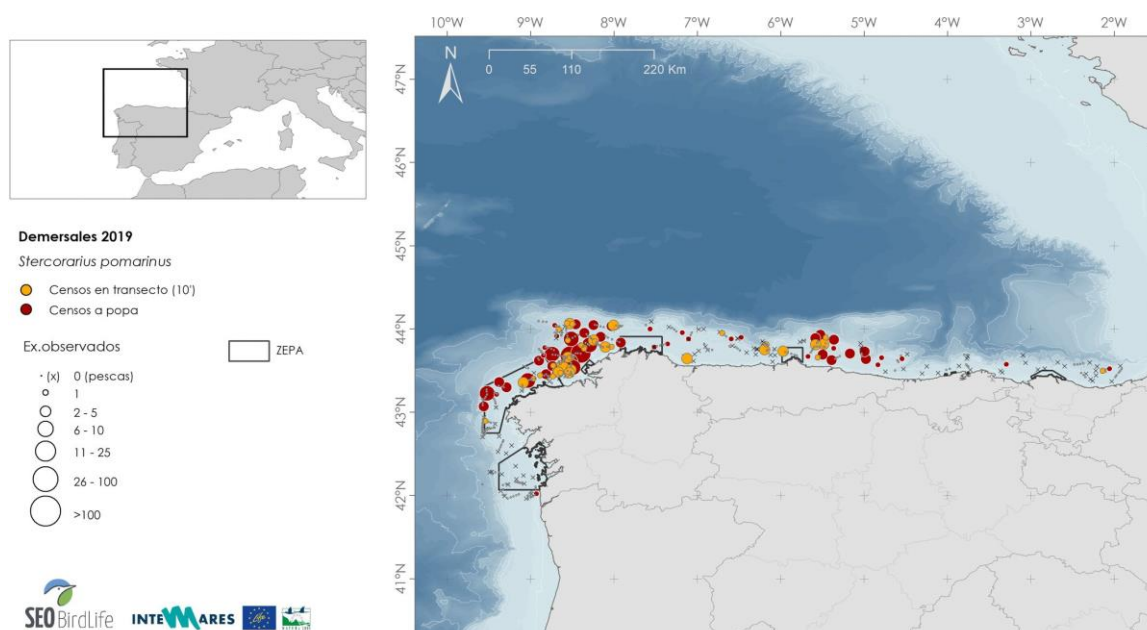 10°W 9°W 8°W 7°W 6°W 5°W 4°W 3°W 2°W
N
0 55 110 220 Km
47°N
46°N
45°N
44°N
43°N
42°N
41°N
Demersales 2019
Stercorarius pomarinus
Censos en transecto (10')
Censos a popa
Ex.observados
ZEPA
(x) 0 (pescas)
1
2 - 5
6 - 10
11 - 25
26 - 100
>100
SEO BirdLife
INTEMARES
Life